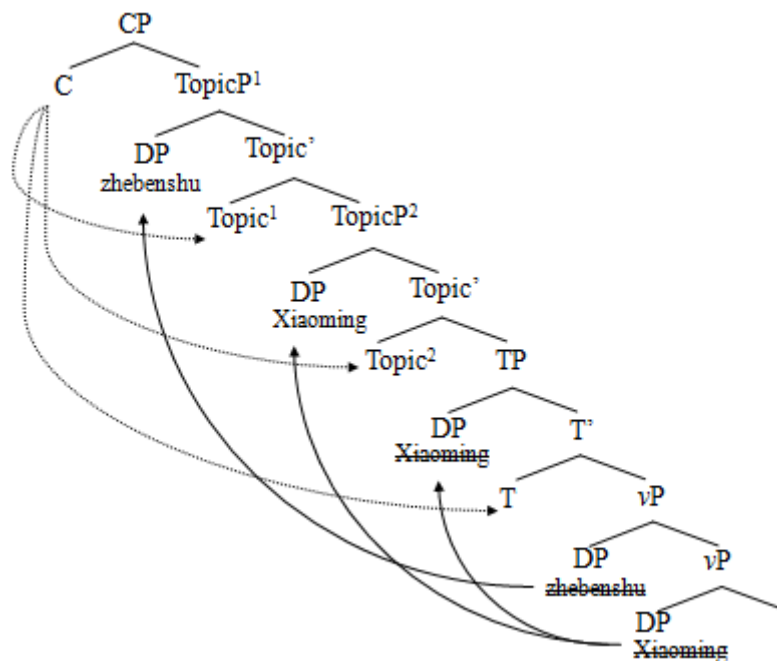 CP
C TopicP¹
DP Topic’
zhebenshu
Topic¹ TopicP²
DP Topic’
Xiaoming
Topic² TP
DP T’
Xiaoming
T vP
DP vP
zhebenshu
DP
Xiaoming